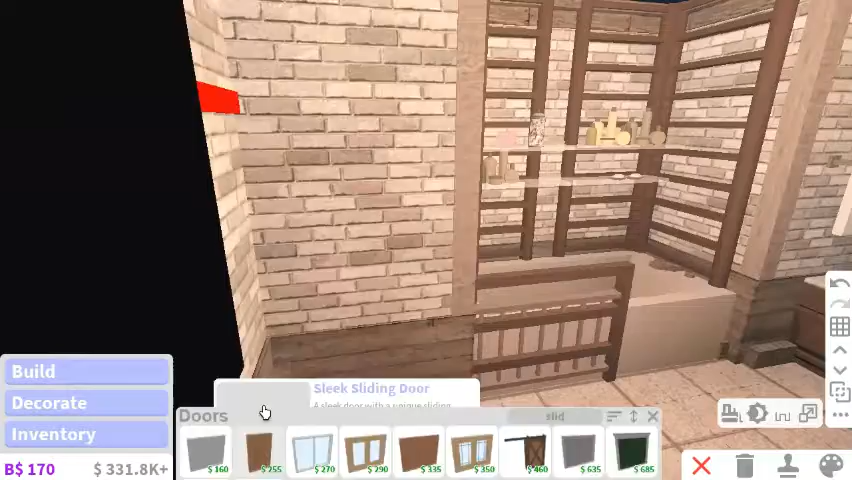 Build
Decorate
Inventory
B$ 170
$ 331.8K+
Sleek Sliding Door
A sleek door with a unique sliding
Doors
slid
$ 160
$ 255
$ 270
$ 290
$ 335
$ 350
$ 460
$ 635
$ 685